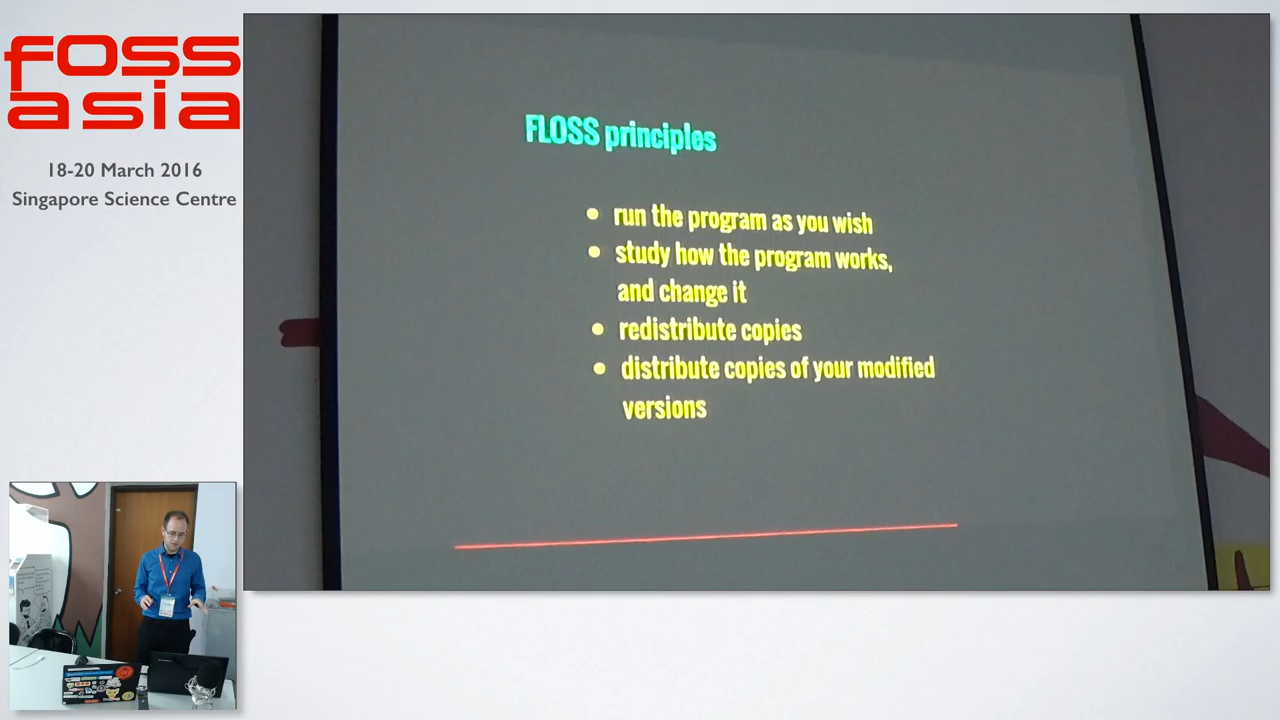 foss
asia
18-20 March 2016
Singapore Science Centre
FLOSS principles
• run the program as you wish
• study how the program works,
and change it
• redistribute copies
• distribute copies of your modified
versions